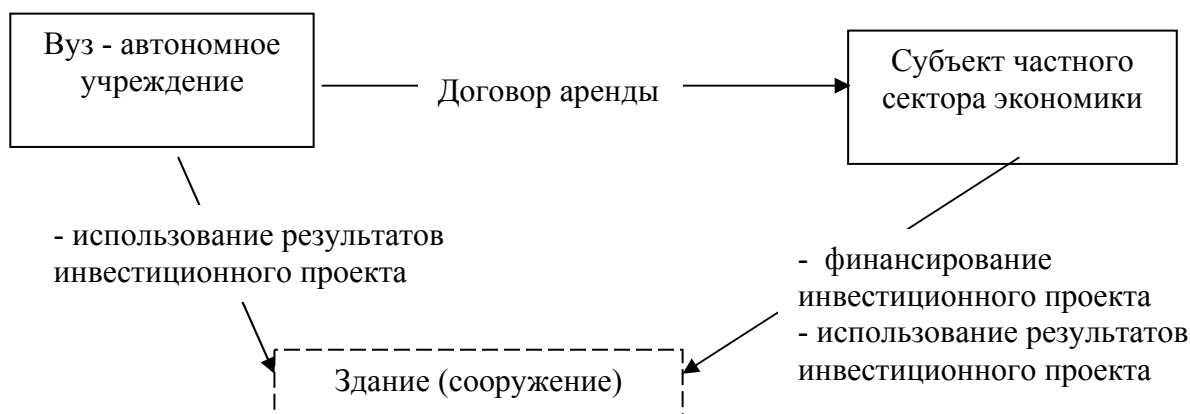 Вуз - автономное
учреждение
Договор аренды
Субъект частного
сектора экономики
- использование результатов
инвестиционного проекта
- финансирование
инвестиционного проекта
- использование результатов
инвестиционного проекта
Здание (сооружение)